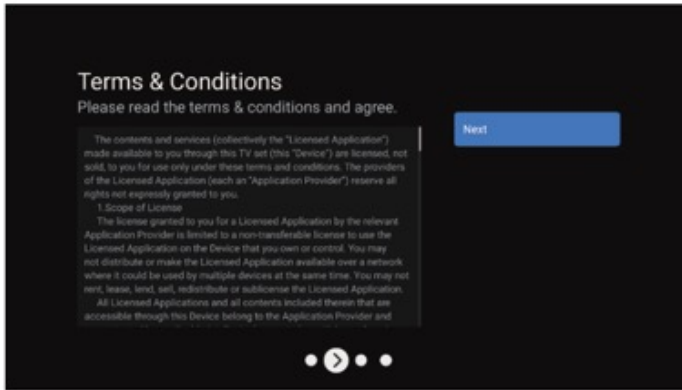 Terms & Conditions
Please read the terms & conditions and agree.
The contents and services (collectively the "Licensed Application")
made available to you through this TV set (this "Device") are licensed, not
sold, to you for use only under these terms and conditions. The providers
of the Licensed Application (each an "Application Provider") reserve all
rights not expressly granted to you.
1.Scope of License
The license granted to you for a Licensed Application by the relevant
Application Provider is limited to a non-transferable license to use the
Licensed Application on the Device that you own or control. You may
not distribute or make the Licensed Application available over a network
where it could be used by multiple devices at the same time. You may not
rent, lease, lend, sell, redistribute or sublicense the Licensed Application.
All Licensed Applications and all contents included therein that are
accessible through this Device belong to the Application Provider and
Next